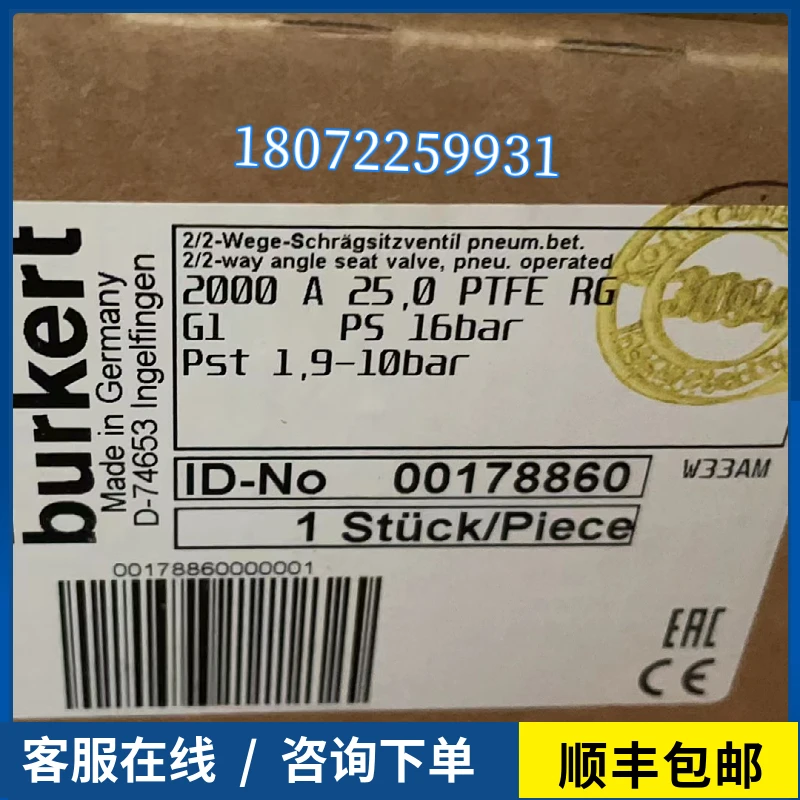 18072259931
burkert
Made in Germany
D-74653 Ingelfingen
2/2-Wege-Schrägsitzventil pneum.bet.
2/2-way angle seat valve, pneu. operated
2000 A 25,0 PTFE RG
G1 PS 16bar
Pst 1,9-10bar
ID-No 00178860
W33AM
1 Stück/Piece
00178860000001
EAC
CE
客服在线 / 咨询下单
顺丰包邮